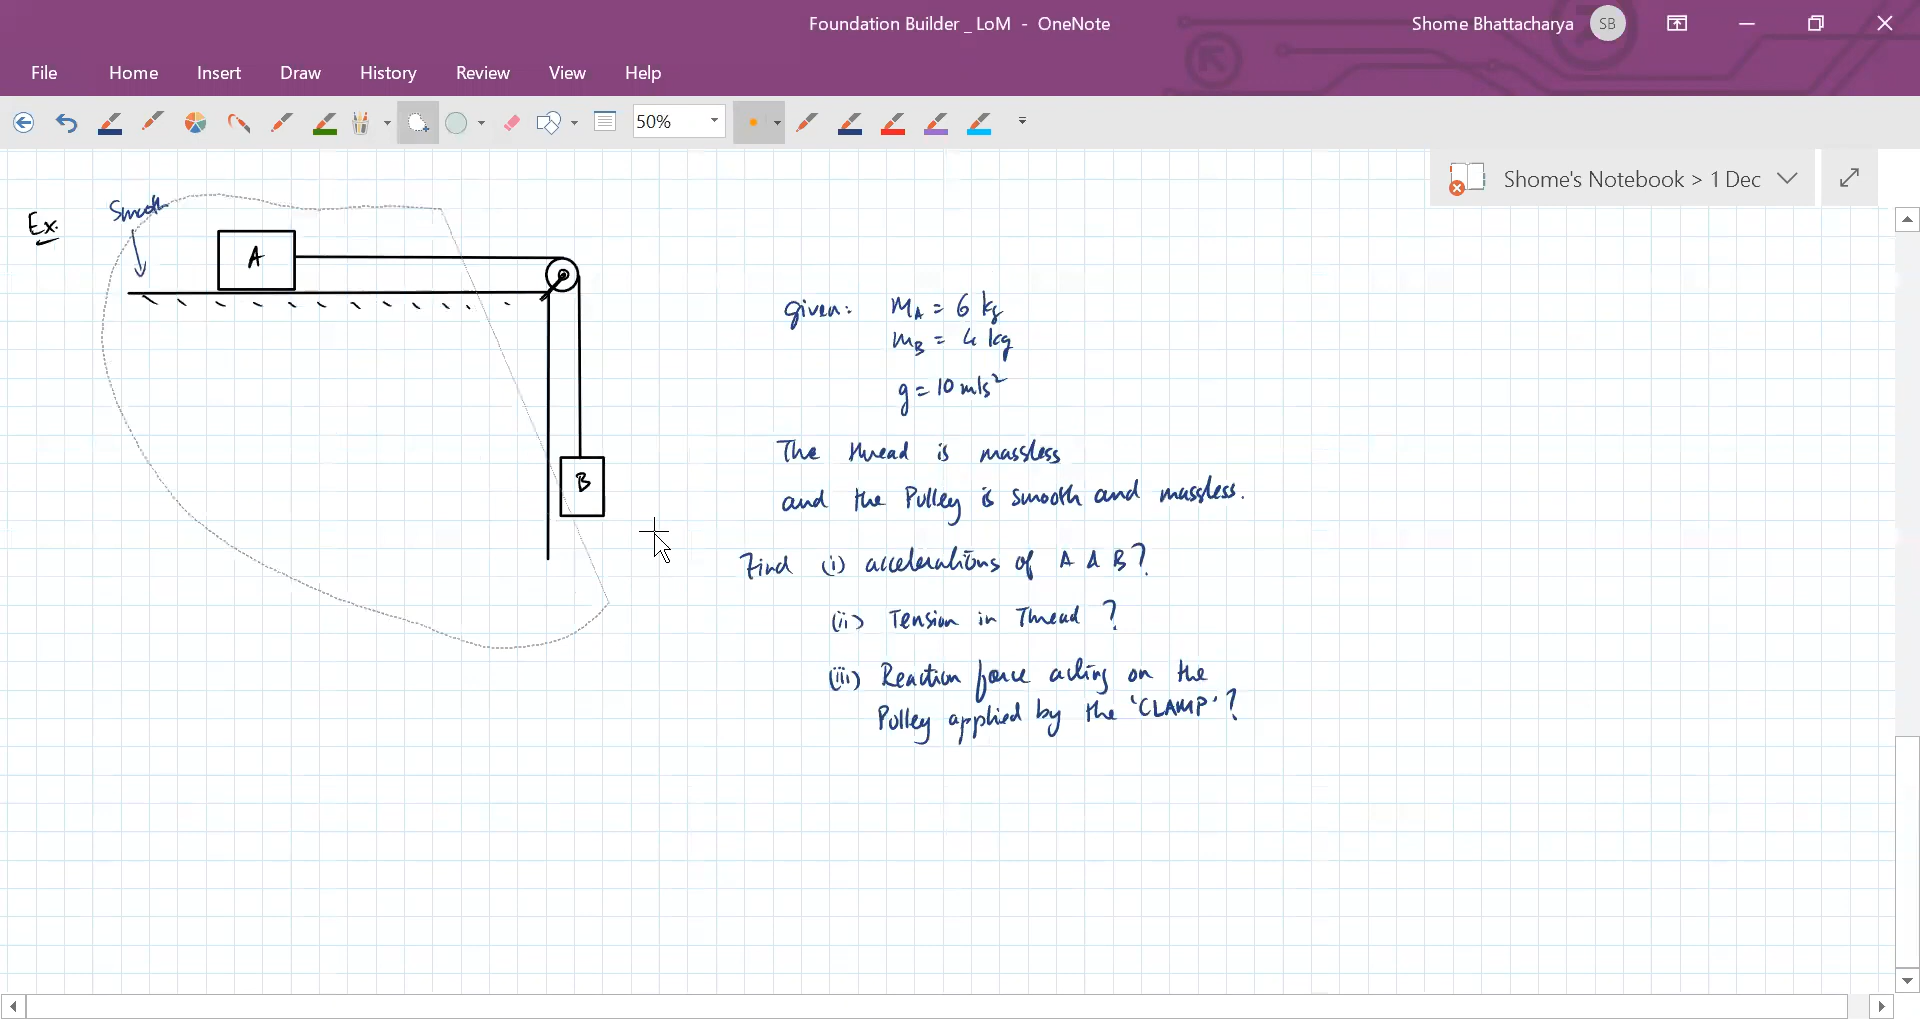 Foundation Builder _ LoM - OneNote
Shome Bhattacharya
SB
File
Home
Insert
Draw
History
Review
View
Help
50%
Shome's Notebook > 1 Dec
Ex.
Smooth
A
B
given: mA = 6 kg
mB = 4 kg
g = 10 m/s²
The thread is massless
and the Pulley is smooth and massless.
Find (i) accelerations of A & B?
(ii) Tension in Thread ?
(iii) Reaction force acting on the
Pulley applied by the 'CLAMP'?